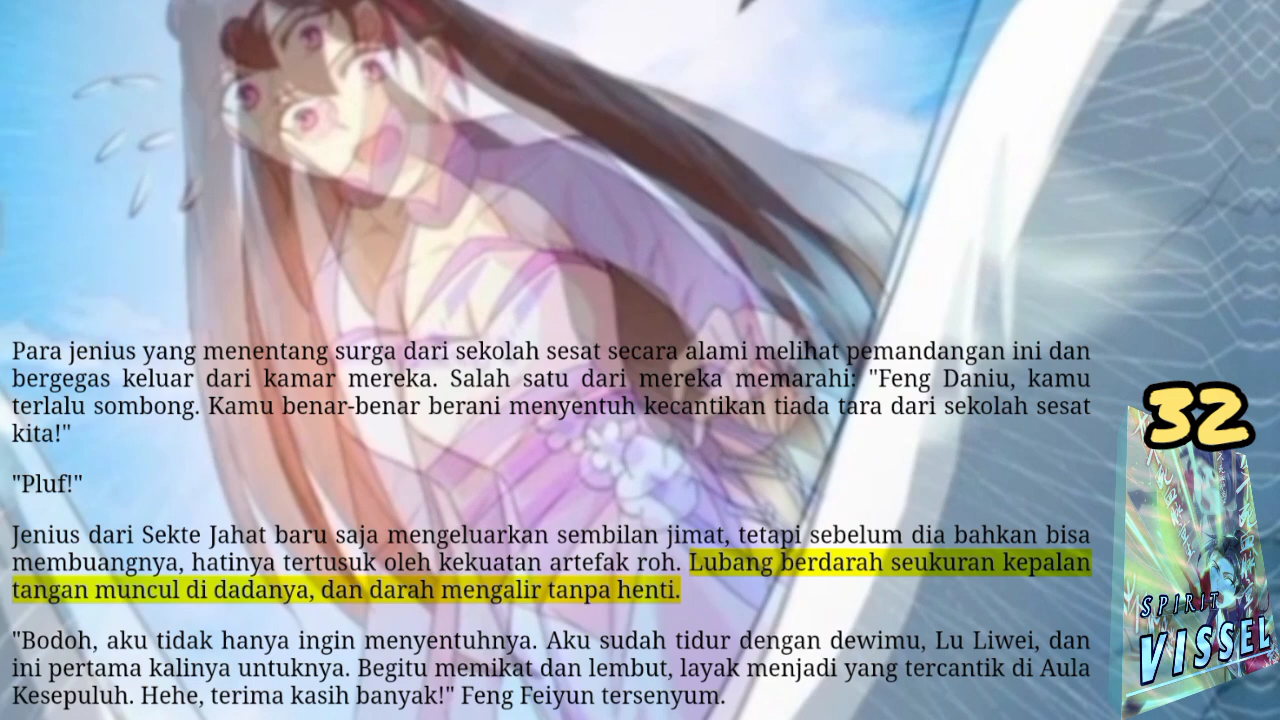 Para jenius yang menentang surga dari sekolah sesat secara alami melihat pemandangan ini dan
bergegas keluar dari kamar mereka. Salah satu dari mereka memarahi: "Feng Daniu, kamu
terlalu sombong. Kamu benar-benar berani menyentuh kecantikan tiada tara dari sekolah sesat
kita!"
"Pluf!"
Jenius dari Sekte Jahat baru saja mengeluarkan sembilan jimat, tetapi sebelum dia bahkan bisa
membuangnya, hatinya tertusuk oleh kekuatan artefak roh. Lubang berdarah seukuran kepalan
tangan muncul di dadanya, dan darah mengalir tanpa henti.
"Bodoh, aku tidak hanya ingin menyentuhnya. Aku sudah tidur dengan dewimu, Lu Liwei, dan
ini pertama kalinya untuknya. Begitu memikat dan lembut, layak menjadi yang tercantik di Aula
Kesepuluh. Hehe, terima kasih banyak!" Feng Feiyun tersenyum.
32
SPIRIT
VISSEL